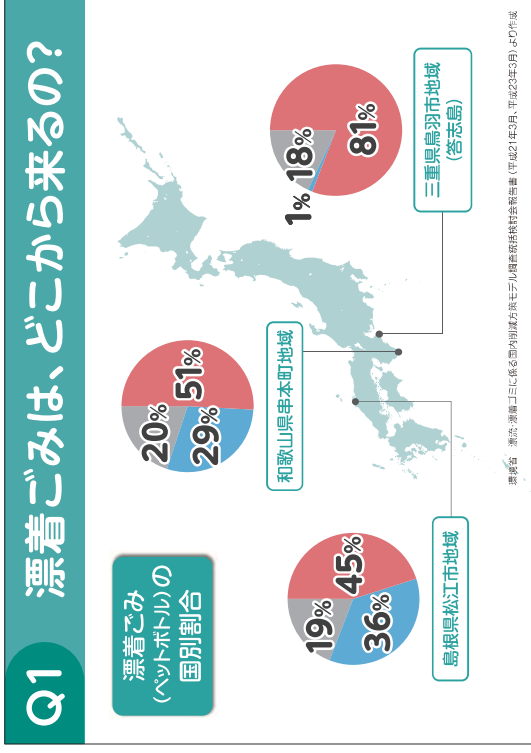 Q1 漂着ごみは、どこから来るの?
漂着ごみ
(ペットボトル)の
国別割合
19%
45%
36%
島根県松江市地域
20%
51%
29%
和歌山県串本町地域
1%
18%
81%
三重県鳥羽市地域
(答志島)
環境省 漂流・漂着ゴミに係る国内削減方策モデル調査総括検討会報告書(平成21年3月、平成23年3月)より作成